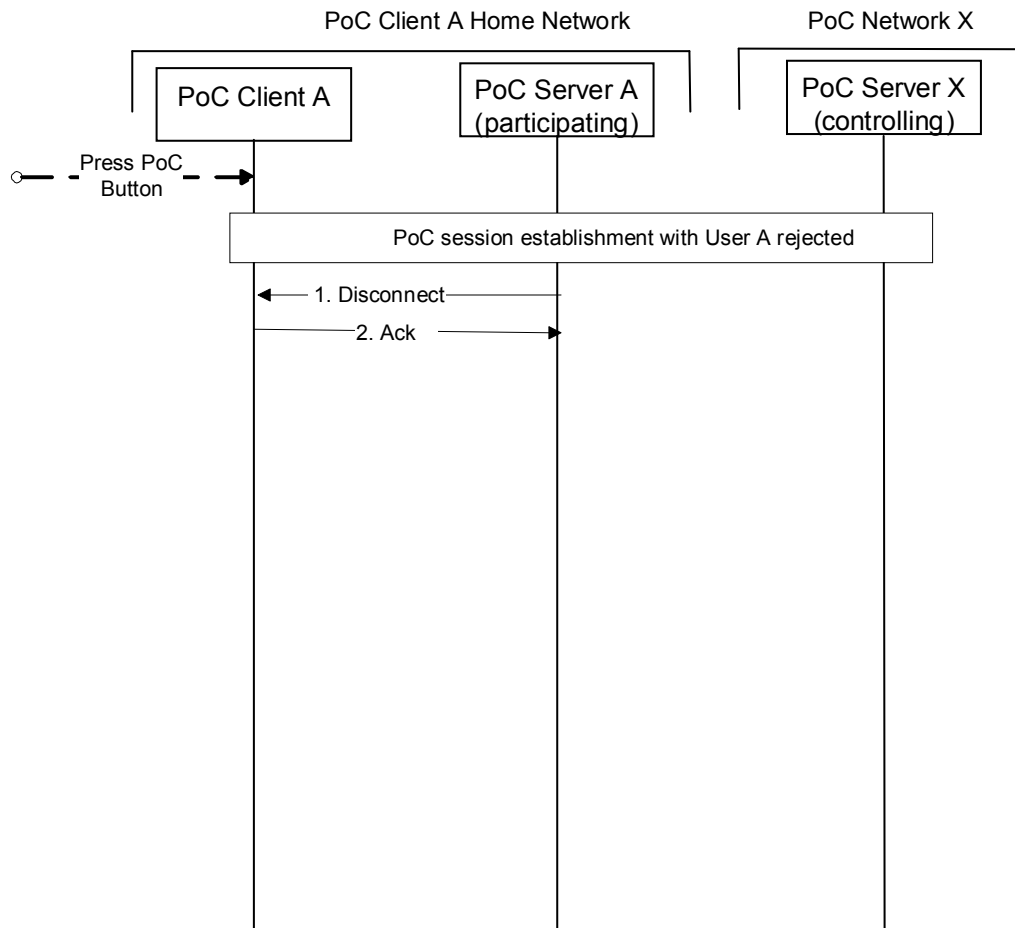 PoC Client A Home Network
PoC Network X
PoC Client A
PoC Server A
(participating)
PoC Server X
(controlling)
Press PoC
Button
PoC session establishment with User A rejected
1. Disconnect
2. Ack